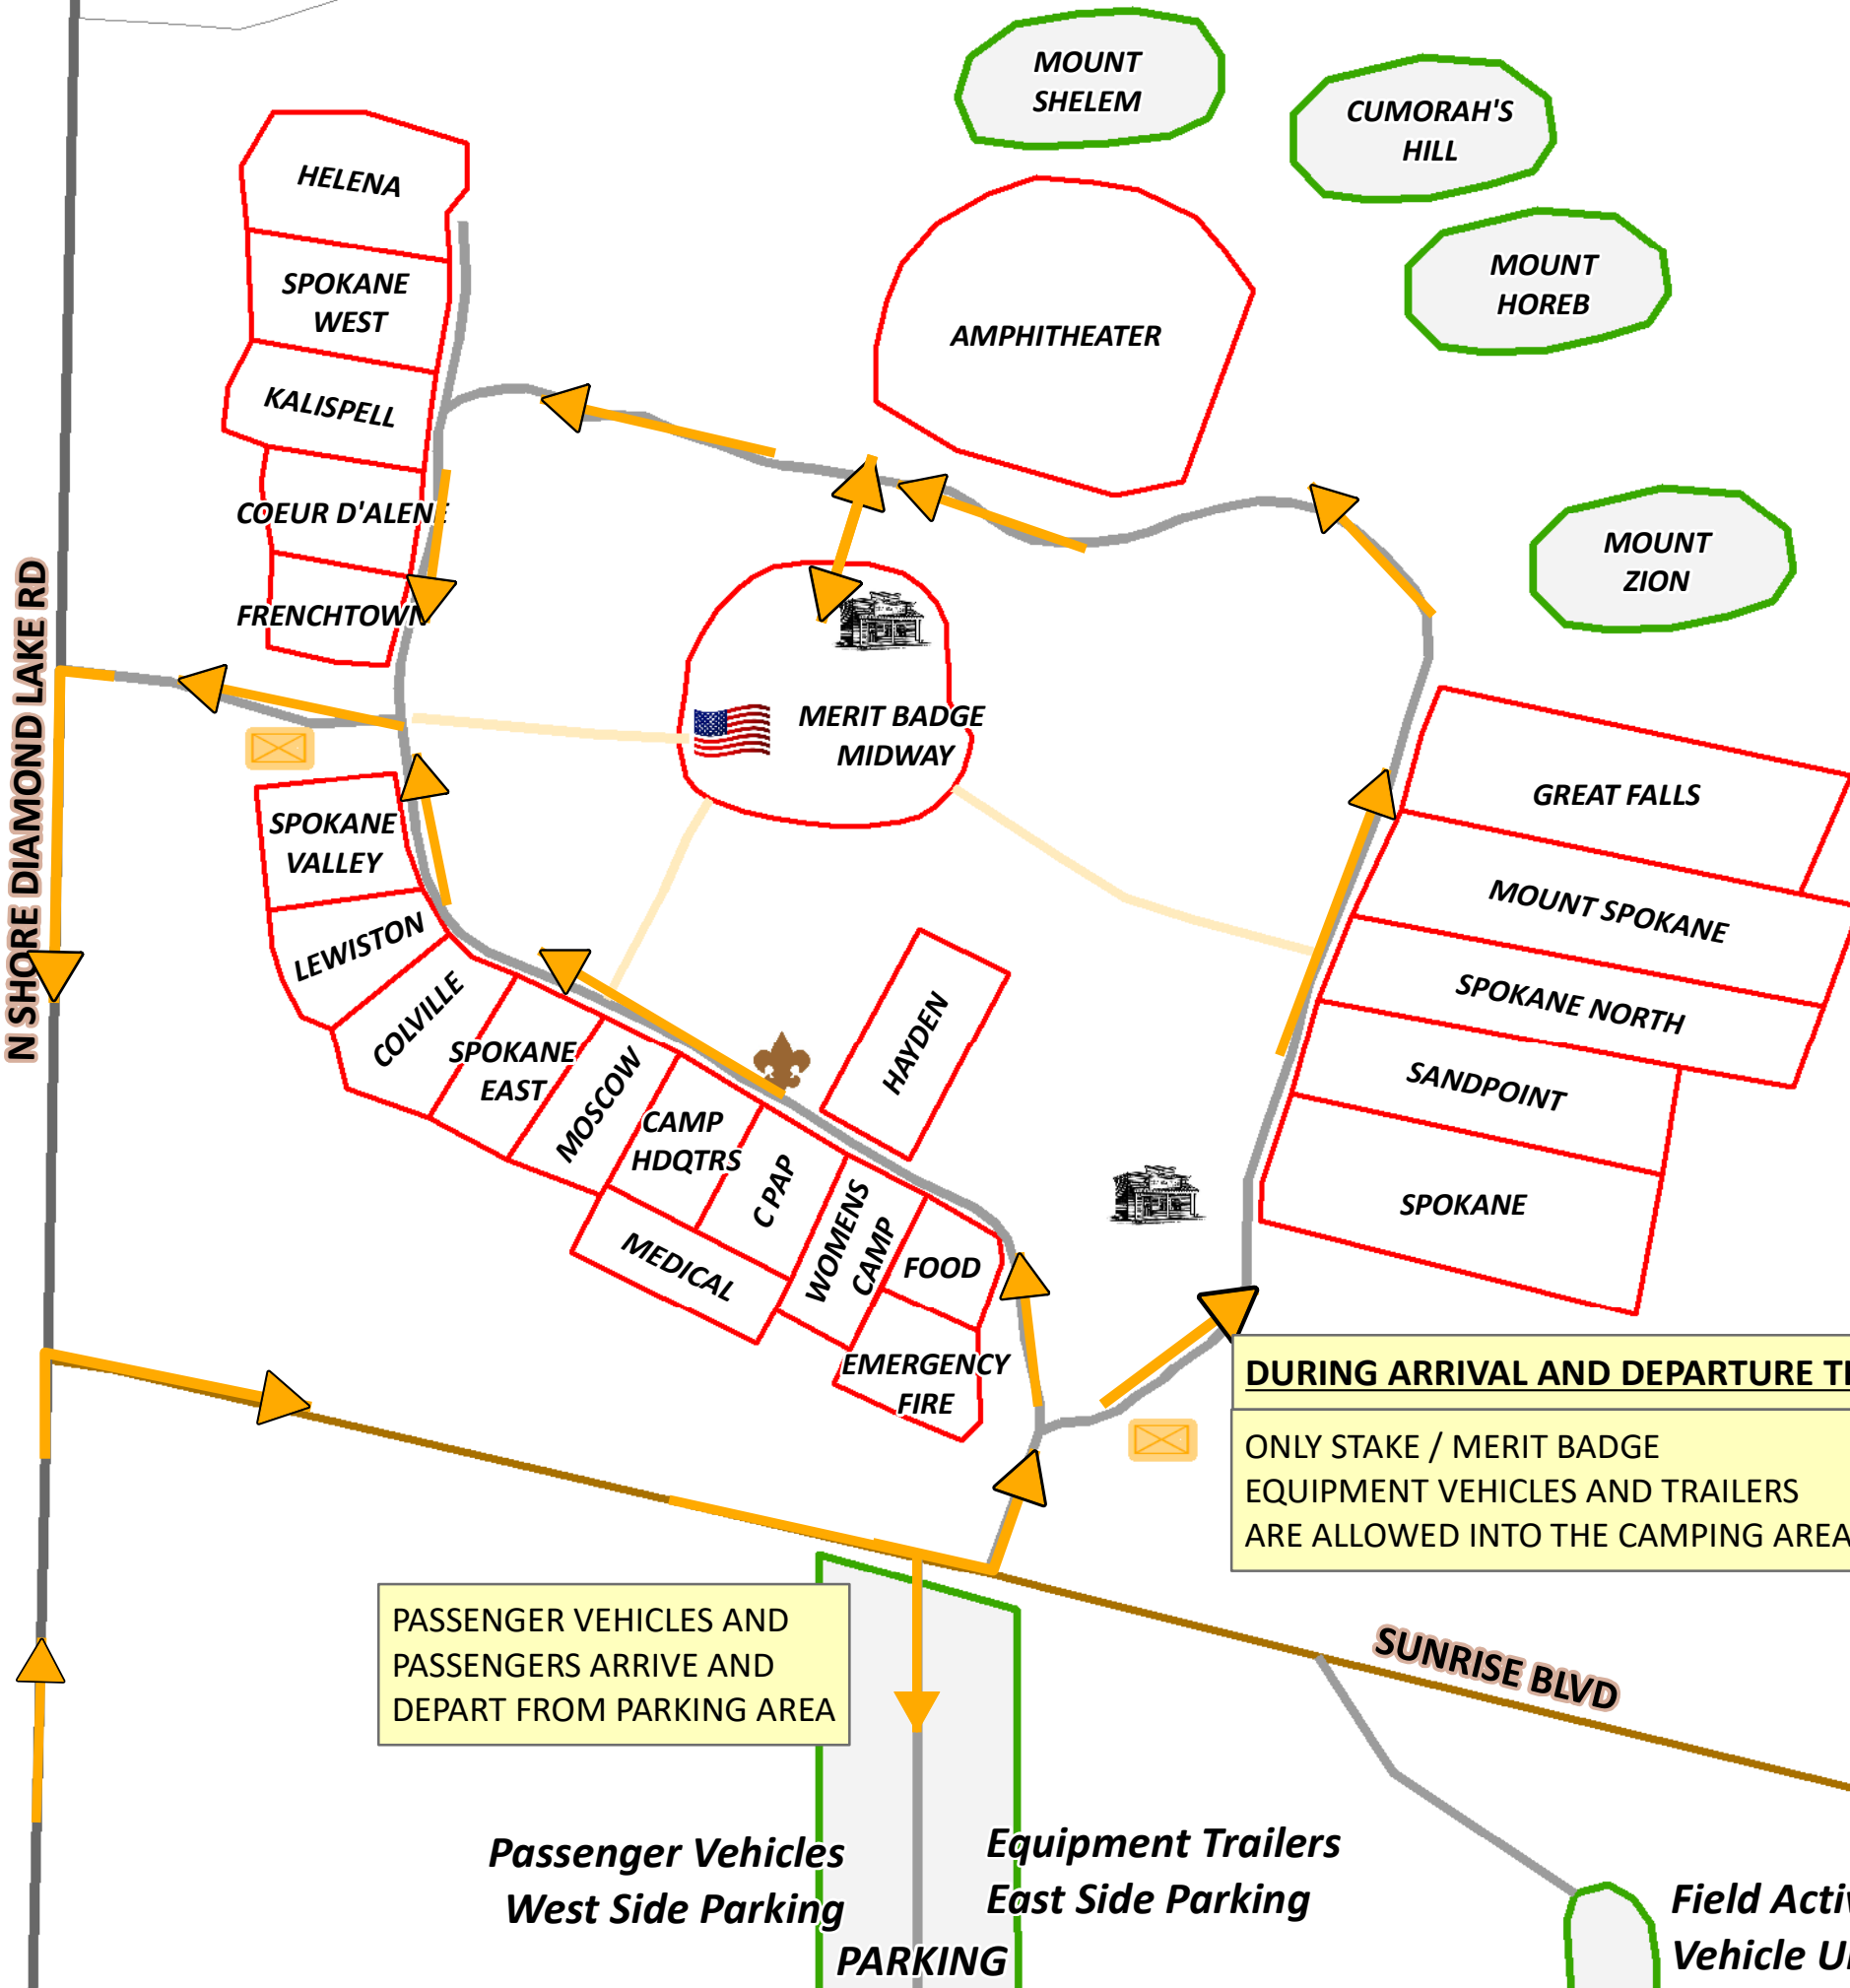 MOUNT
SHELEM
CUMORAH'S
HILL
HELENA
MOUNT
HOREB
SPOKANE
WEST
AMPHITHEATER
KALISPELL
COEUR D'ALENE
MOUNT
ZION
FRENCHTOWN
N SHORE DIAMOND LAKE RD
MERIT BADGE
MIDWAY
GREAT FALLS
SPOKANE
VALLEY
MOUNT SPOKANE
LEWISTON
SPOKANE NORTH
COLVILLE
HAYDEN
SPOKANE
EAST
MOSCOW
SANDPOINT
CAMP
HDQTRS
CPAP
SPOKANE
WOMENS
CAMP
MEDICAL
FOOD
EMERGENCY
FIRE
DURING ARRIVAL AND DEPARTURE
ONLY STAKE / MERIT BADGE
EQUIPMENT VEHICLES AND TRAILERS
ARE ALLOWED INTO THE CAMPING AREA
PASSENGER VEHICLES AND
PASSENGERS ARRIVE AND
DEPART FROM PARKING AREA
SUNRISE BLVD
Passenger Vehicles
West Side Parking
Equipment Trailers
East Side Parking
PARKING
Field
Vehicle